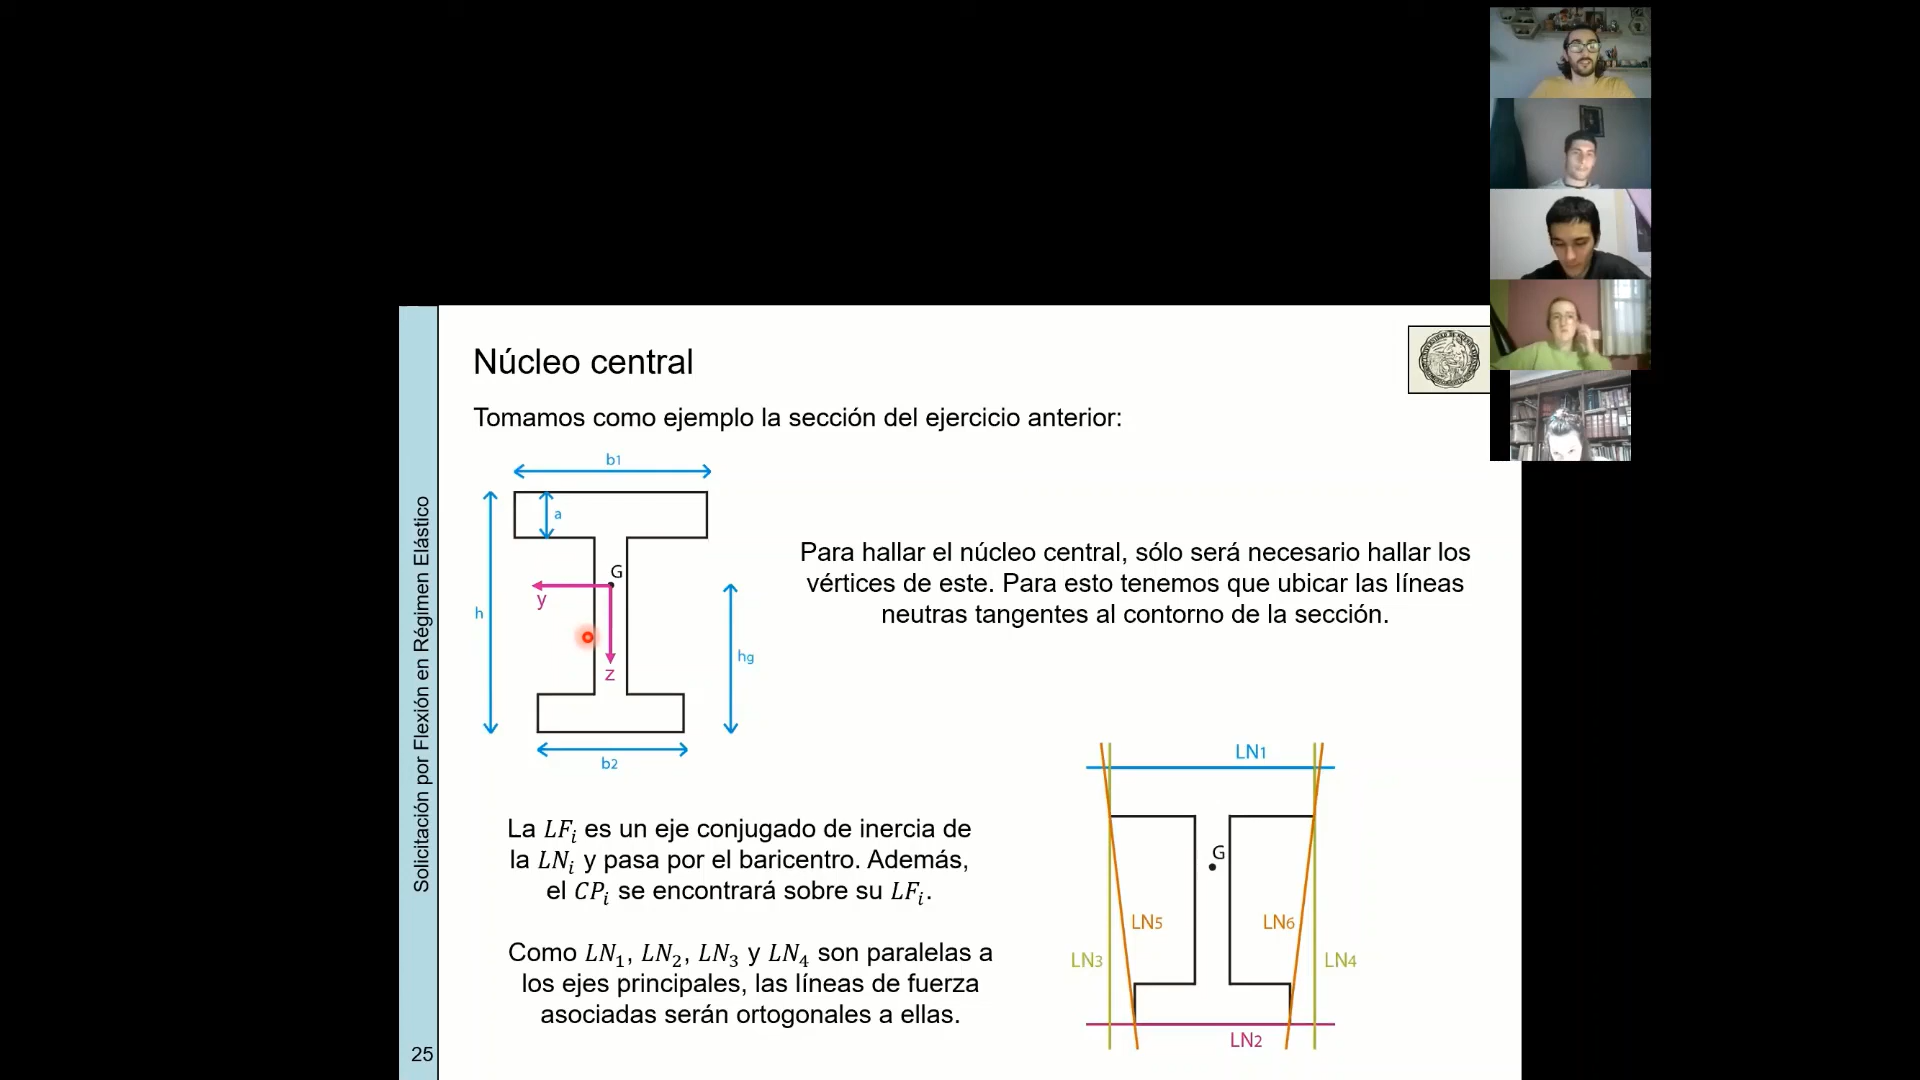 Núcleo central
Tomamos como ejemplo la sección del ejercicio anterior:
b1
a
G
y
h
hg
z
b2
Para hallar el núcleo central, sólo será necesario hallar los
vértices de este. Para esto tenemos que ubicar las líneas
neutras tangentes al contorno de la sección.
La LFi es un eje conjugado de inercia de
la LNi y pasa por el baricentro. Además,
el CPi se encontrará sobre su LFi.
Como LN1, LN2, LN3 y LN4 son paralelas a
los ejes principales, las líneas de fuerza
asociadas serán ortogonales a ellas.
LN1
G
LN5
LN6
LN3
LN4
LN2
Solicitación por Flexión en Régimen Elástico
25